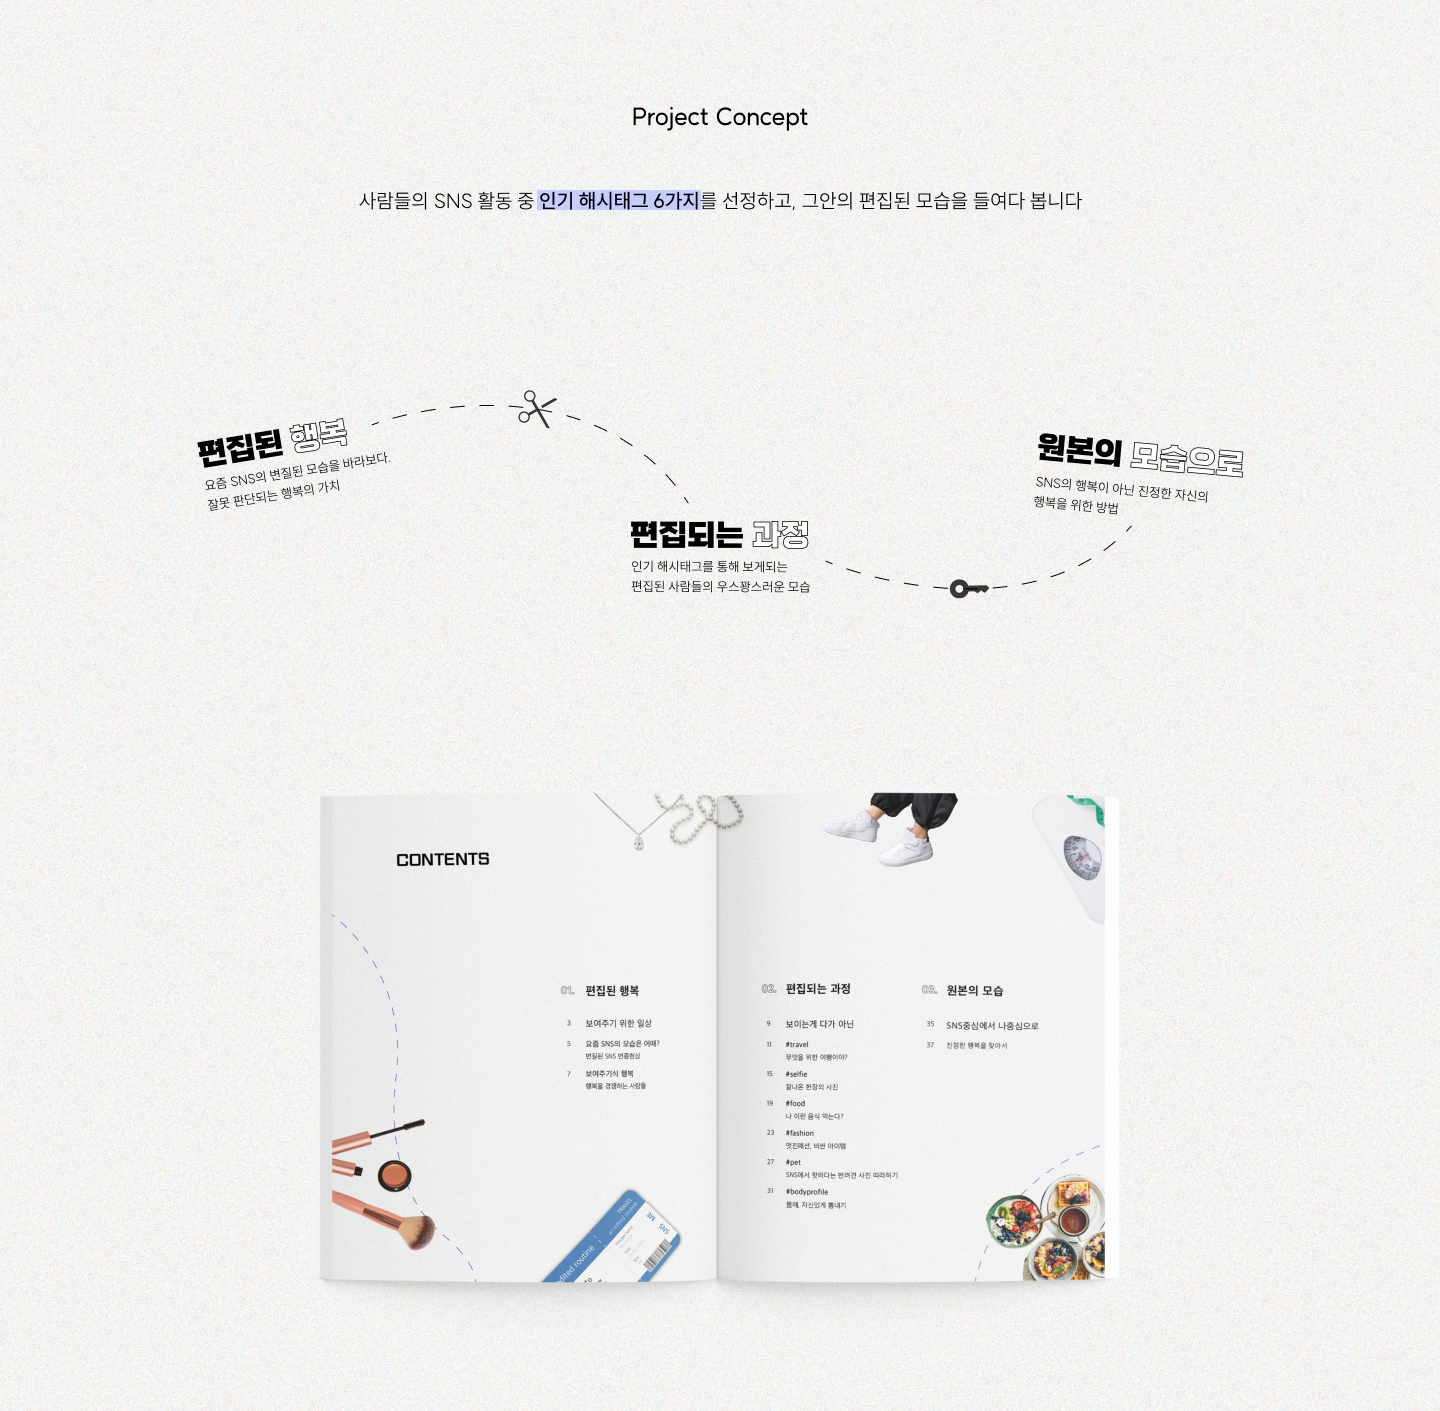 Project Concept
사람들의 SNS 활동 중 인기 해시태그 6가지를 선정하고, 그안의 편집된 모습을 들여다 봅니다
편집된 행복
요즘 SNS의 변질된 모습을 바라보다.
잘못 판단되는 행복의 가치
편집되는 과정
인기 해시태그를 통해 보게되는
편집된 사람들의 우스꽝스러운 모습
원본의 모습으로
SNS의 행복이 아닌 진정한 자신의
행복을 위한 방법
CONTENTS
01. 편집된 행복
3 보여주기 위한 일상
5 요즘 SNS의 모습은 어때?
변질된 SNS 변종현상
7 보여주기식 행복
행복을 경쟁하는 사람들
02. 편집되는 과정
9 보이는게 다가 아닌
11 #travel
무엇을 위한 여행이야?
15 #selfie
잘나온 한장의 사진
19 #food
나 이런 음식 먹는다?
23 #fashion
멋진패션, 비싼 아이템
27 #pet
SNS에서 핫하다는 반려견 사진 따라하기
31 #bodyprofile
몸매, 자신있게 뽐내기
03. 원본의 모습
35 SNS중심에서 나중심으로
37 진정한 행복을 찾아서
TRAVEL
an edited routine
SNS
ME
dited routine
TO